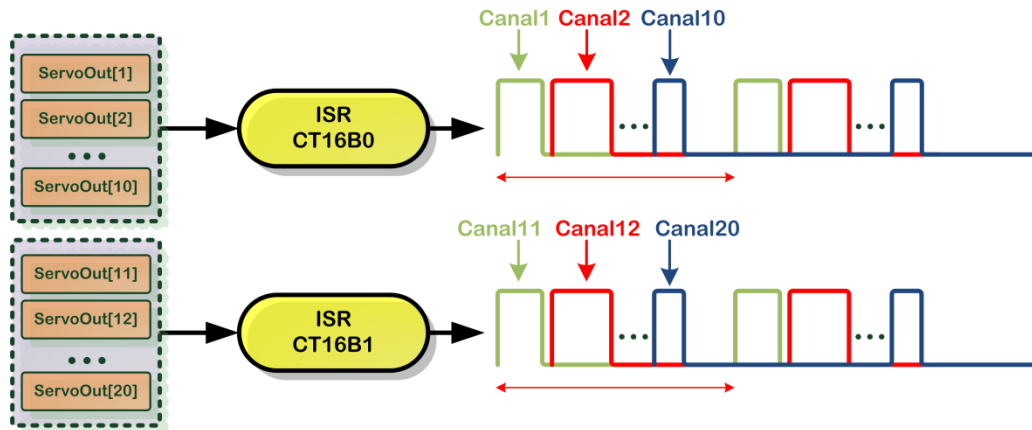 ServoOut[1]
ServoOut[2]
...
ServoOut[10]
ISR
CT16B0
Canal1 Canal2 Canal10
...
...
ServoOut[11]
ServoOut[12]
...
ServoOut[20]
ISR
CT16B1
Canal11 Canal12 Canal20
...
...